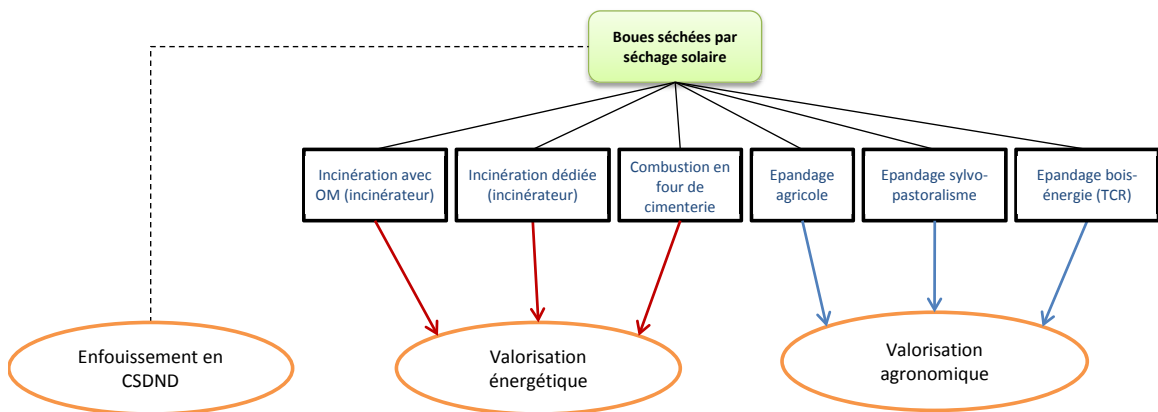 Boues séchées par
séchage solaire
Incinération avec
OM (incinérateur)
Incinération dédiée
(incinérateur)
Combustion en
four de
cimenterie
Epandage
agricole
Epandage sylvo-
pastoralisme
Epandage bois-
énergie (TCR)
Enfouissement en
CSDND
Valorisation
énergétique
Valorisation
agronomique